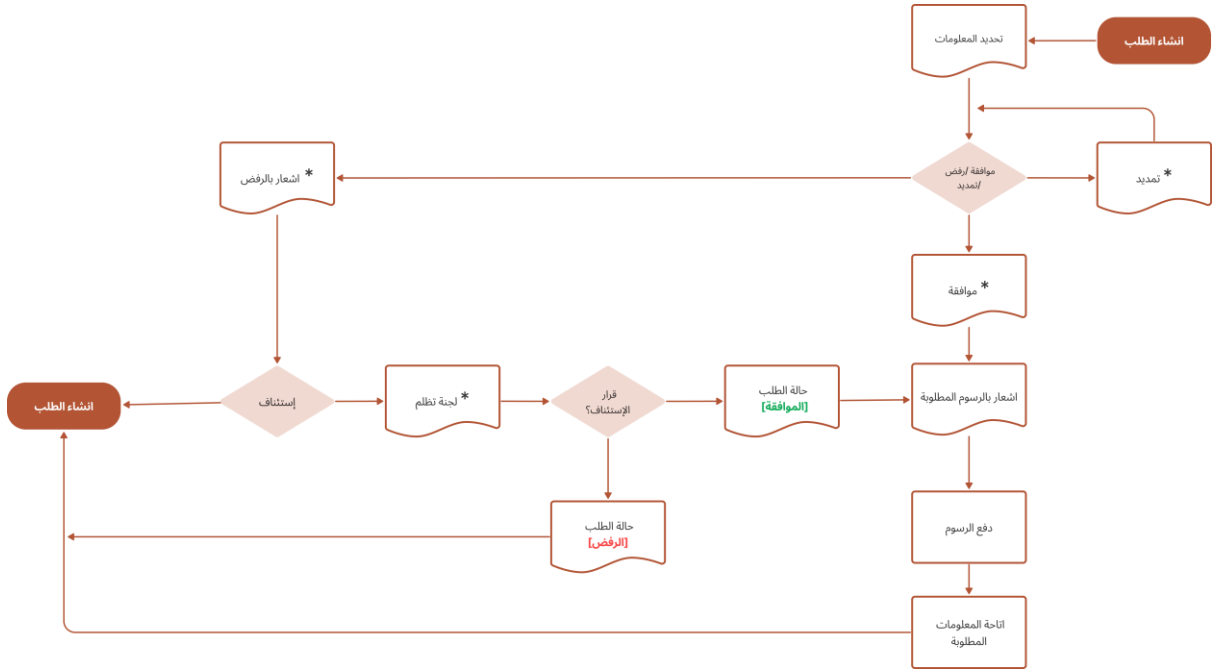 انشاء الطلب
تحديد المعلومات
موافقة /رفض
/تمديد
* تمديد
* اشعار بالرفض
* موافقة
اشعار بالرسوم المطلوبة
حالة الطلب
[الموافقة]
قرار
الإستئناف؟
* لجنة تظلم
إستئناف
انشاء الطلب
حالة الطلب
[الرفض]
دفع الرسوم
اتاحة المعلومات
المطلوبة